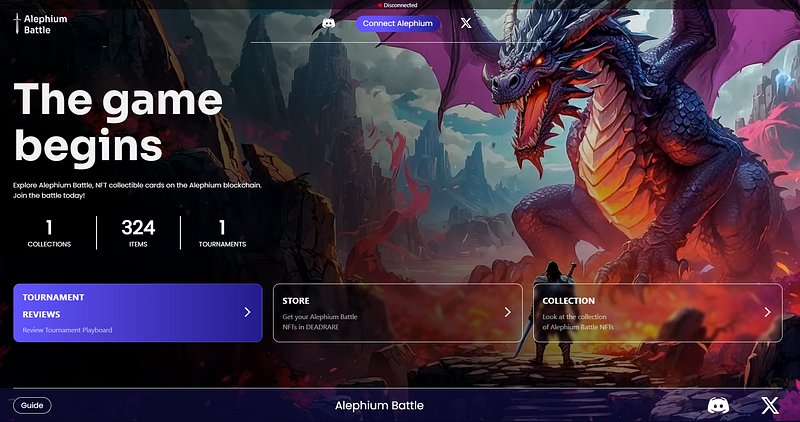 Disconnected
Alephium
Battle
Connect Alephium
The game
begins
Explore Alephium Battle, NFT collectible cards on the Alephium blockchain.
Join the battle today!
1
COLLECTIONS
324
ITEMS
1
TOURNAMENTS
TOURNAMENT
REVIEWS
Review Tournament Playboard
STORE
Get your Alephium Battle
NFTs in DEADRARE
COLLECTION
Look at the collection
of Alephium Battle NFTs
Guide
Alephium Battle